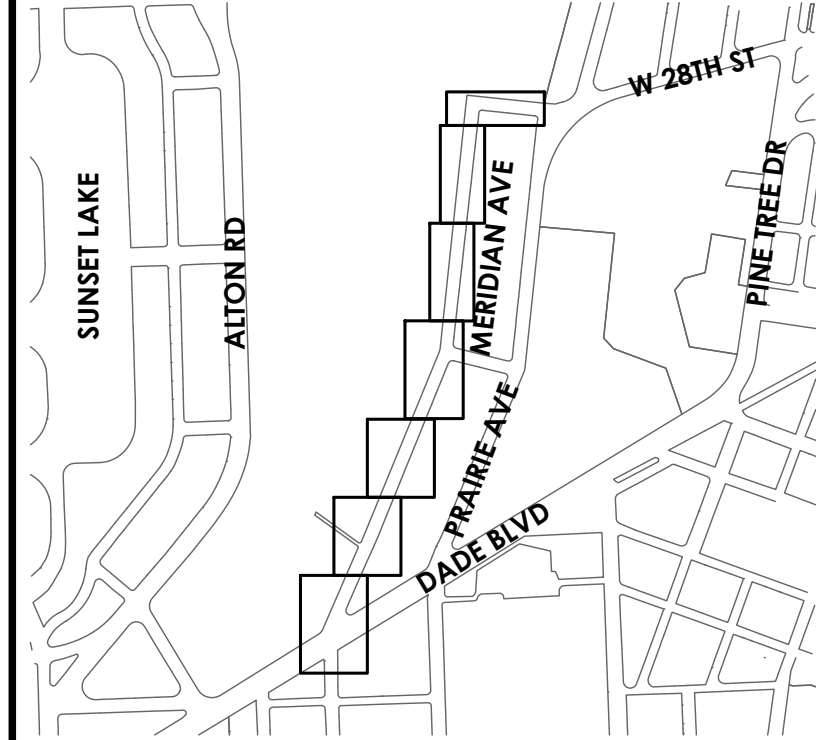 W 28TH ST
SUNSET LAKE
ALTON RD
MERIDIAN AVE
PINE TREE DR
PRAIRIE AVE
DADE BLVD